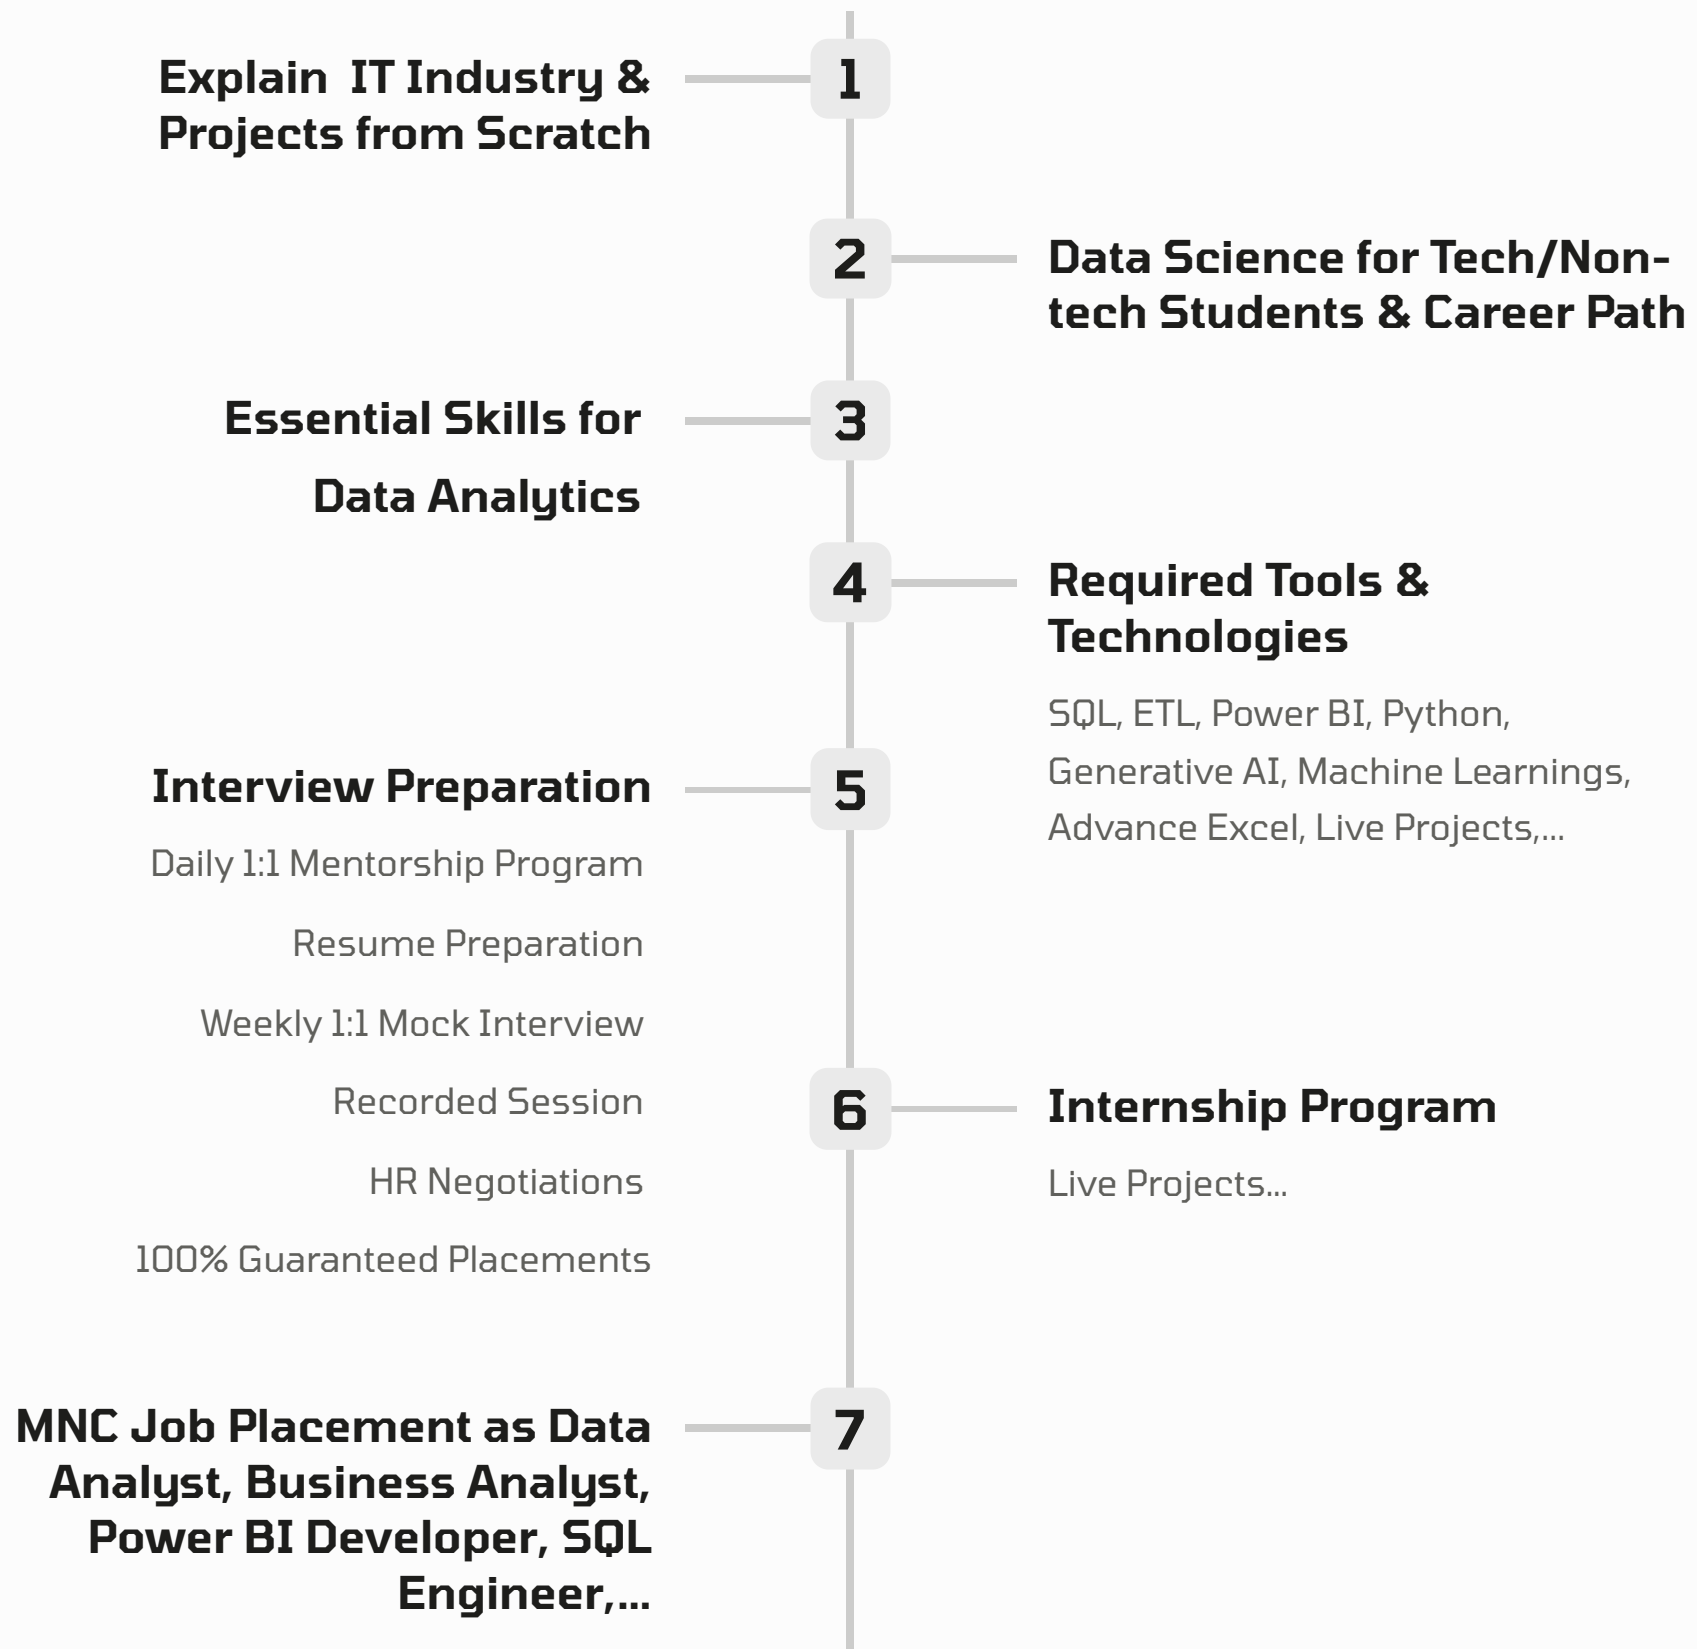 Explain  IT Industry &
Projects from Scratch
1
2
Data Science for Tech/Non-
tech Students & Career Path
Essential Skills for
Data Analytics
3
4
Required Tools &
Technologies
SQL, ETL, Power BI, Python,
Generative AI, Machine Learnings,
Advance Excel, Live Projects,...
Interview Preparation
5
Daily 1:1 Mentorship Program
Resume Preparation
Weekly 1:1 Mock Interview
Recorded Session
HR Negotiations
100% Guaranteed Placements
6
Internship Program
Live Projects...
MNC Job Placement as Data
Analyst, Business Analyst,
Power BI Developer, SQL
Engineer,...
7